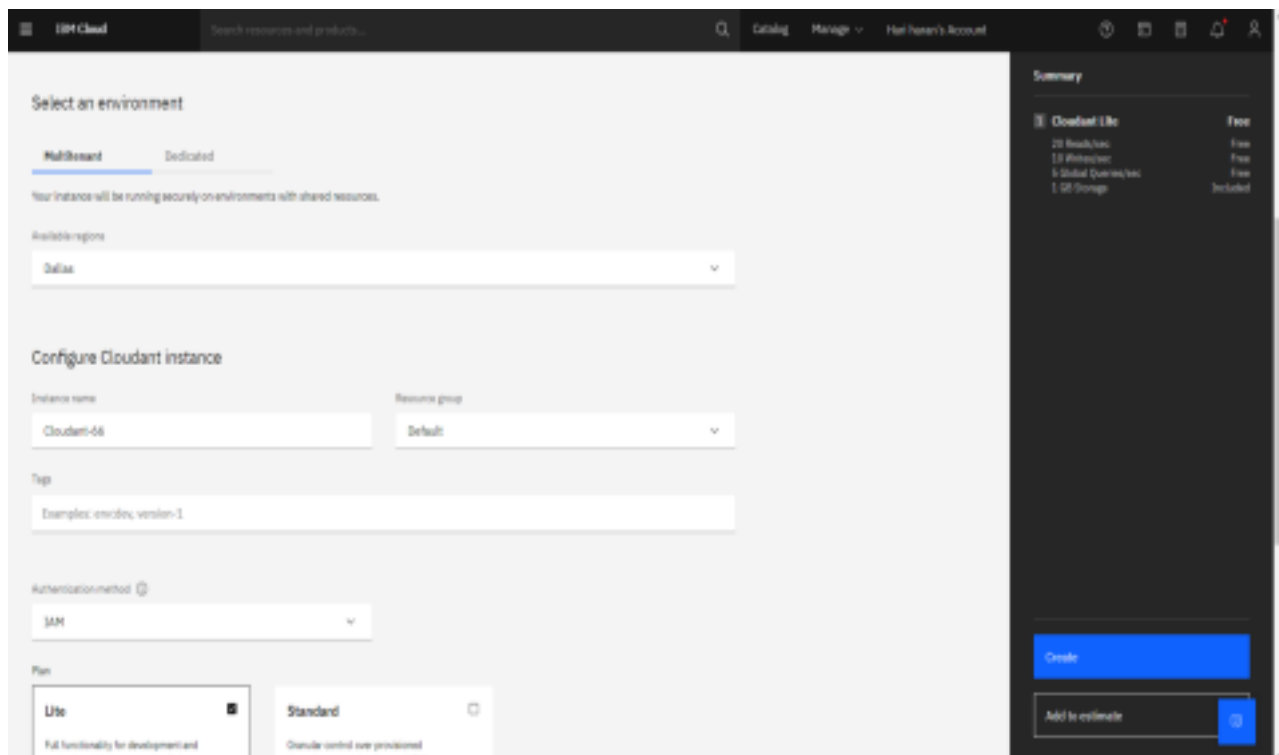 IBM Cloud
Search resources and products...
Catalog
Manage
Hari haran's Account
Select an environment
Multitenant
Dedicated
Your instance will be running securely on environments with shared resources.
Available regions
Dallas
Configure Cloudant instance
Instance name
Resource group
Cloudant-66
Default
Tags
Examples: env:dev, version-1
Authentication method
IAM
Plan
Lite
Full functionality for development and
Standard
Granular control over provisioned
Summary
1 Cloudant Lite Free
20 Reads/sec Free
10 Writes/sec Free
5 Global Queries/sec Free
1 GB Storage Included
Create
Add to estimate